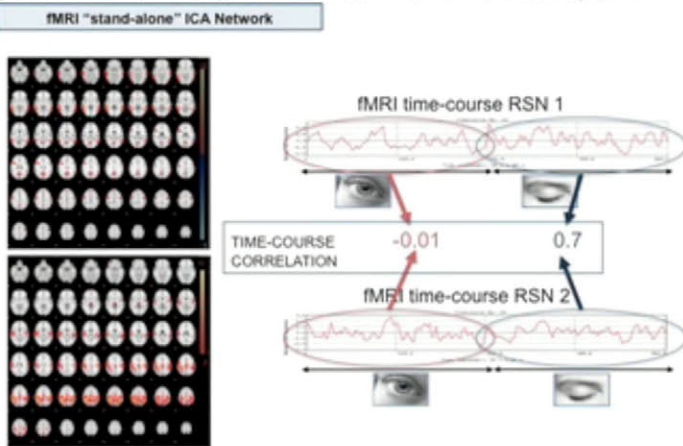 fMRI "stand-alone" ICA Network
fMRI time-course RSN 1
TIME-COURSE
CORRELATION
-0.01
0.7
fMRI time-course RSN 2